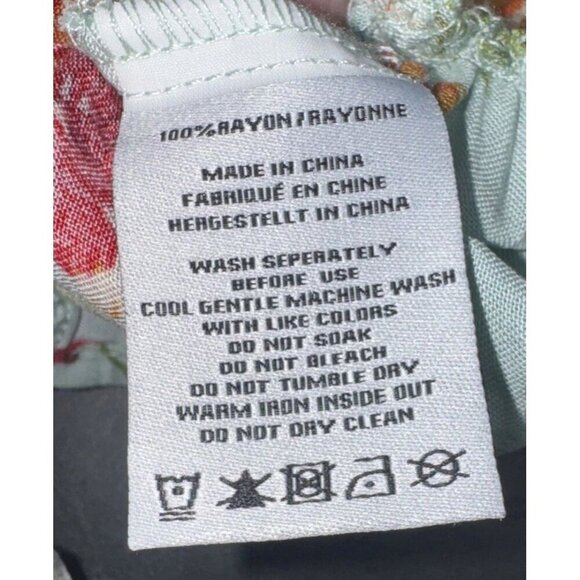 100% RAYON/RAYONNE
MADE IN CHINA
FABRIQUÉ EN CHINE
HERGESTELLT IN CHINA
WASH SEPERATELY
BEFORE USE
COOL GENTLE MACHINE WASH
WITH LIKE COLORS
DO NOT SOAK
DO NOT BLEACH
DO NOT TUMBLE DRY
WARM IRON INSIDE OUT
DO NOT DRY CLEAN